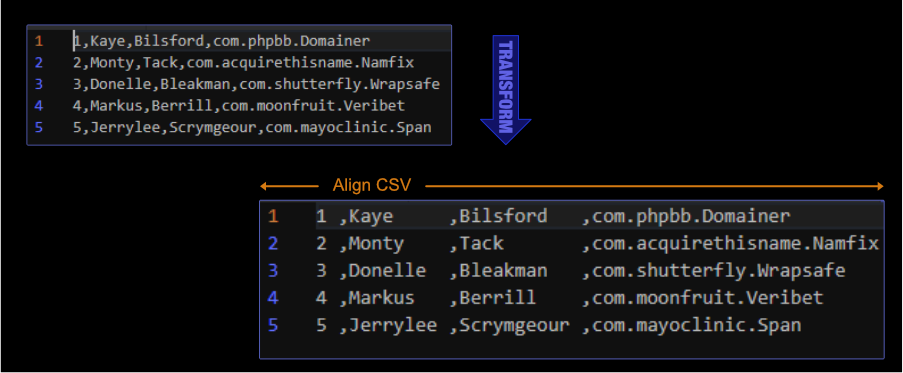 1 1,Kaye,Bilsford,com.phpbb.Domainer
2 2,Monty,Tack,com.acquirethisname.Namfix
3 3,Donelle,Bleakman,com.shutterfly.Wrapsafe
4 4,Markus,Berrill,com.moonfruit.Veribet
5 5,Jerrylee,Scrymgeour,com.mayoclinic.Span
TRANSFORM
Align CSV
1 1 ,Kaye     ,Bilsford   ,com.phpbb.Domainer
2 2 ,Monty    ,Tack       ,com.acquirethisname.Namfix
3 3 ,Donelle  ,Bleakman   ,com.shutterfly.Wrapsafe
4 4 ,Markus   ,Berrill    ,com.moonfruit.Veribet
5 5 ,Jerrylee ,Scrymgeour ,com.mayoclinic.Span